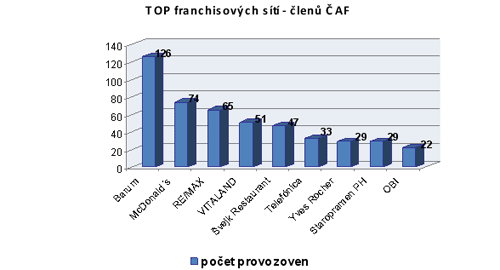 TOP franchisových sítí - členů ČAF
140
120
100
80
60
40
20
0
126
74
65
51
47
33
29
29
22
Barum
McDonald's
RE/MAX
VITALAND
Švejk Restaurant
Telefónica
Yves Rocher
Staropramen PH
OBI
počet provozoven